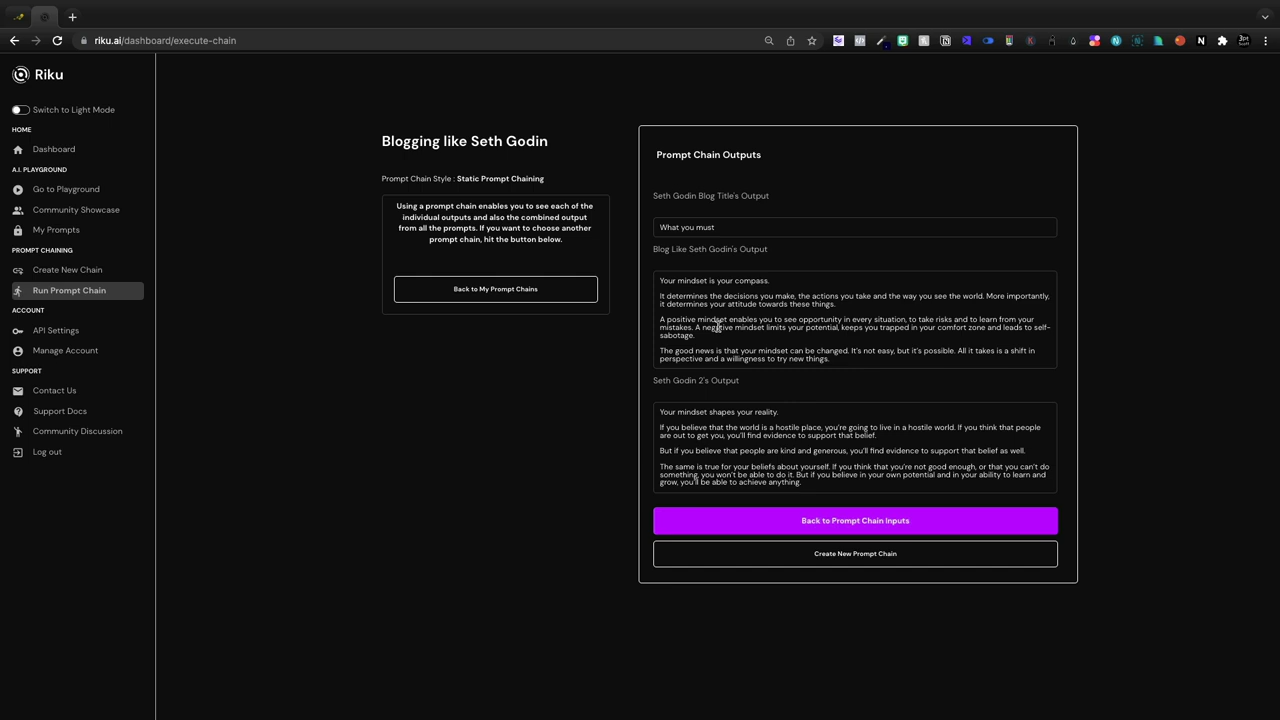 riku.ai/dashboard/execute-chain
Riku
Switch to Light Mode
HOME
Dashboard
A.I. PLAYGROUND
Go to Playground
Community Showcase
My Prompts
PROMPT CHAINING
Create New Chain
Run Prompt Chain
ACCOUNT
API Settings
Manage Account
SUPPORT
Contact Us
Support Docs
Community Discussion
Log out
Blogging like Seth Godin
Prompt Chain Style : Static Prompt Chaining
Using a prompt chain enables you to see each of the
individual outputs and also the combined output
from all the prompts. If you want to choose another
prompt chain, hit the button below.
Back to My Prompt Chains
Prompt Chain Outputs
Seth Godin Blog Title's Output
What you must
Blog Like Seth Godin's Output
Your mindset is your compass.
It determines the decisions you make, the actions you take and the way you see the world. More importantly,
it determines your attitude towards these things.
A positive mindset enables you to see opportunity in every situation, to take risks and to learn from your
mistakes. A negative mindset limits your potential, keeps you trapped in your comfort zone and leads to self-
sabotage.
The good news is that your mindset can be changed. It's not easy, but it's possible. All it takes is a shift in
perspective and a willingness to try new things.
Seth Godin 2's Output
Your mindset shapes your reality.
If you believe that the world is a hostile place, you're going to live in a hostile world. If you think that people
are out to get you, you'll find evidence to support that belief.
But if you believe that people are kind and generous, you'll find evidence to support that belief as well.
The same is true for your beliefs about yourself. If you think that you're not good enough, or that you can't do
something, you won't be able to do it. But if you believe in your own potential and in your ability to learn and
grow, you'll be able to achieve anything.
Back to Prompt Chain Inputs
Create New Prompt Chain